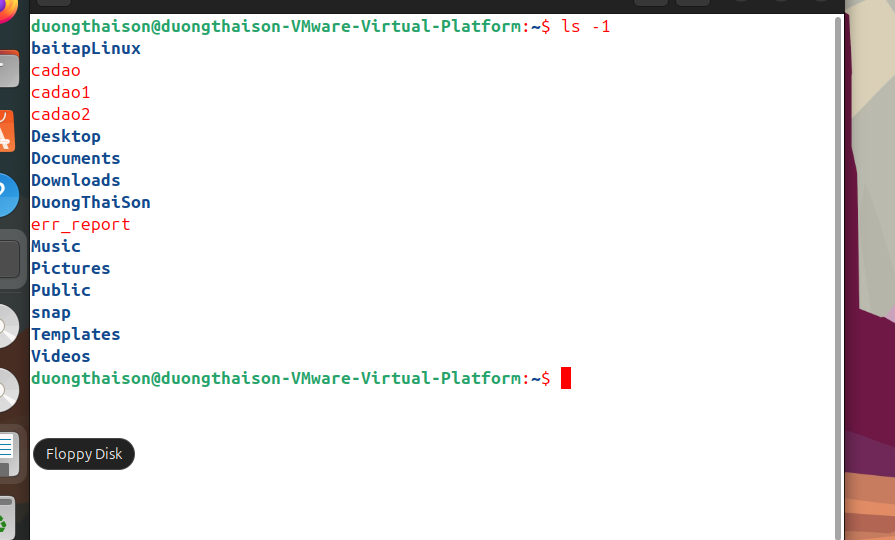 duongthaison@duongthaison-VMware-Virtual-Platform:~$ ls -1
baitapLinux
cadao
cadao1
cadao2
Desktop
Documents
Downloads
DuongThaiSon
err_report
Music
Pictures
Public
snap
Templates
Videos
duongthaison@duongthaison-VMware-Virtual-Platform:~$
Floppy Disk